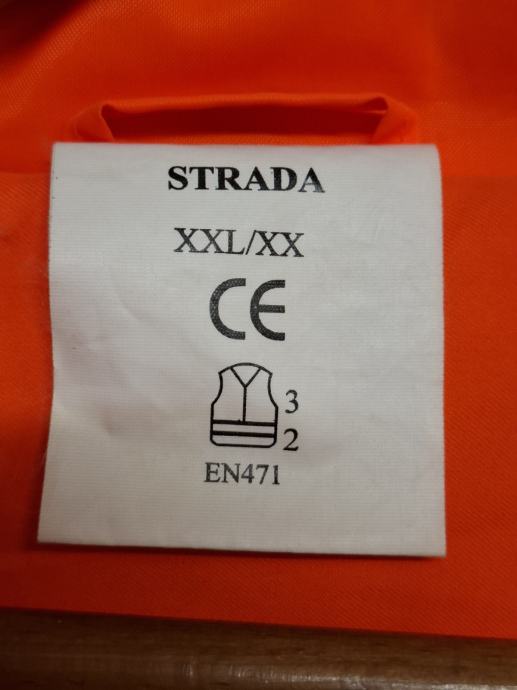 STRADA
XXL/XX
CE
3
2
EN471